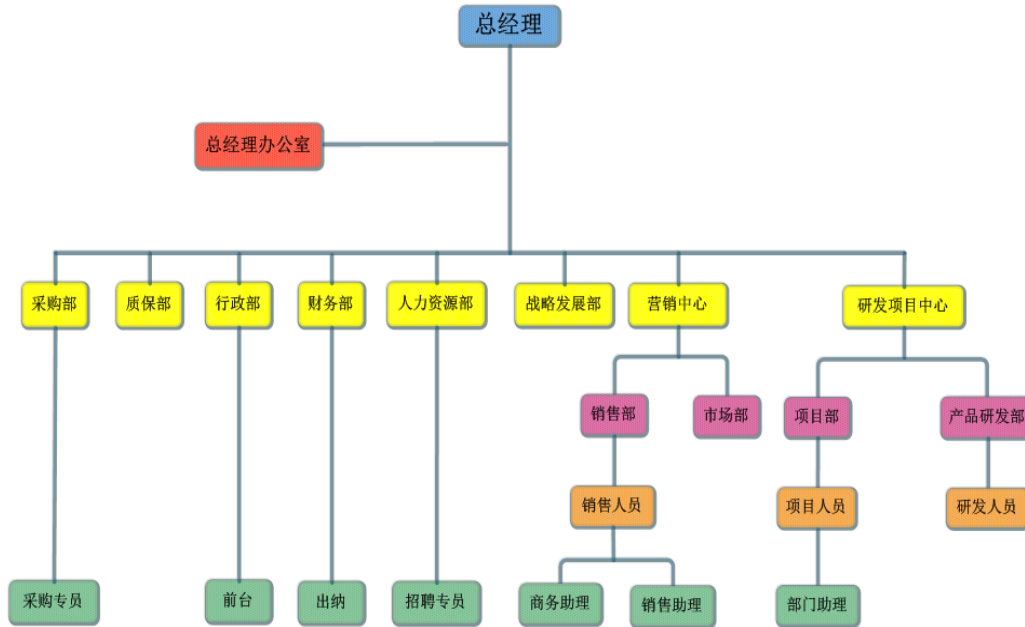 总经理
总经理办公室
采购部
质保部
行政部
财务部
人力资源部
战略发展部
营销中心
研发项目中心
销售部
市场部
项目部
产品研发部
销售人员
项目人员
研发人员
采购专员
前台
出纳
招聘专员
商务助理
销售助理
部门助理